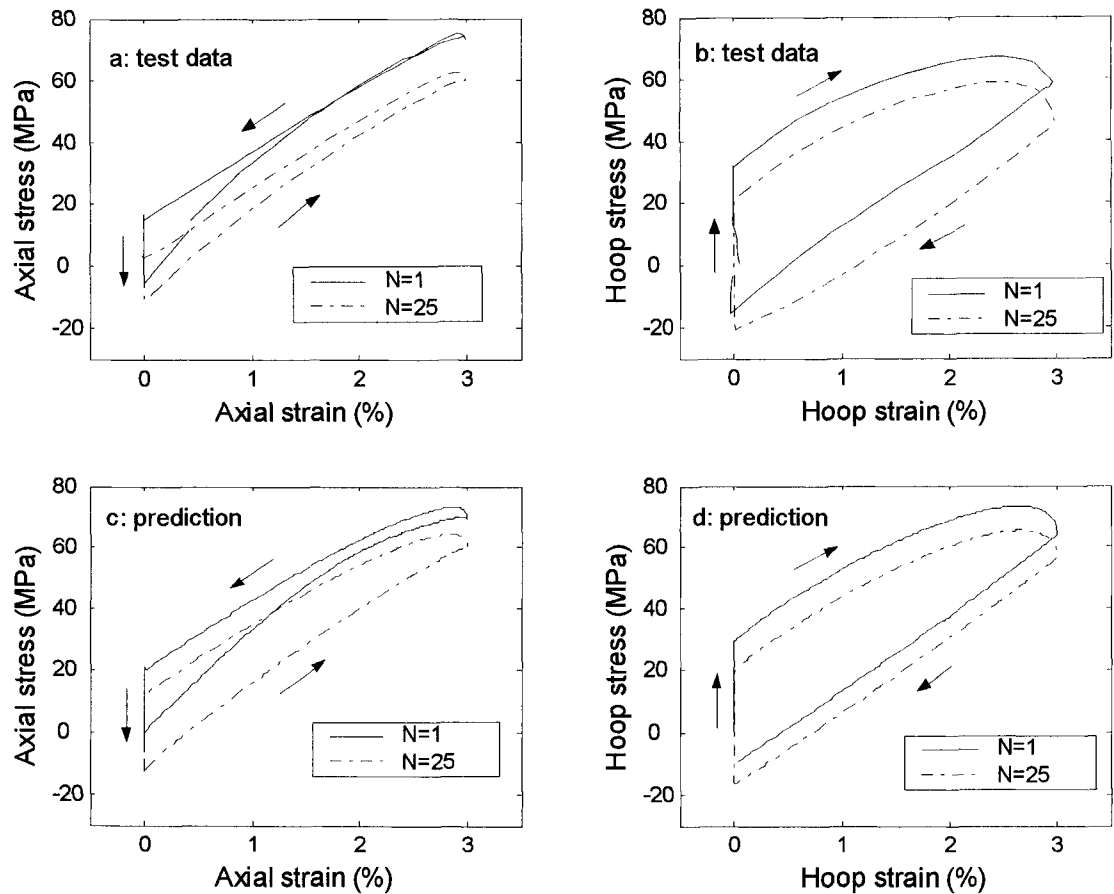 80
60
40
20
0
-20
Axial stress (MPa)
a: test data
N=1
N=25
0 1 2 3
Axial strain (%)
80
60
40
20
0
-20
Hoop stress (MPa)
b: test data
N=1
N=25
0 1 2 3
Hoop strain (%)
80
60
40
20
0
-20
Axial stress (MPa)
c: prediction
N=1
N=25
0 1 2 3
Axial strain (%)
80
60
40
20
0
-20
Hoop stress (MPa)
d: prediction
N=1
N=25
0 1 2 3
Hoop strain (%)